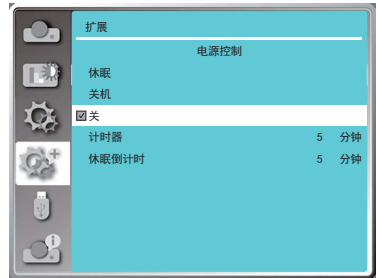 扩展
电源控制
休眠
关机
关
计时器 5 分钟
休眠倒计时 5 分钟